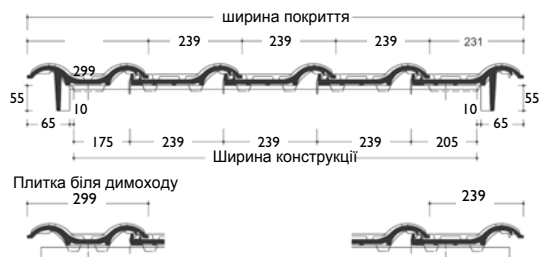 ширина покриття
239 239 239 231
299
55 55
10 10
65 65
175 239 239 239 205
Ширина конструкції
Плитка біля димоходу
299 239